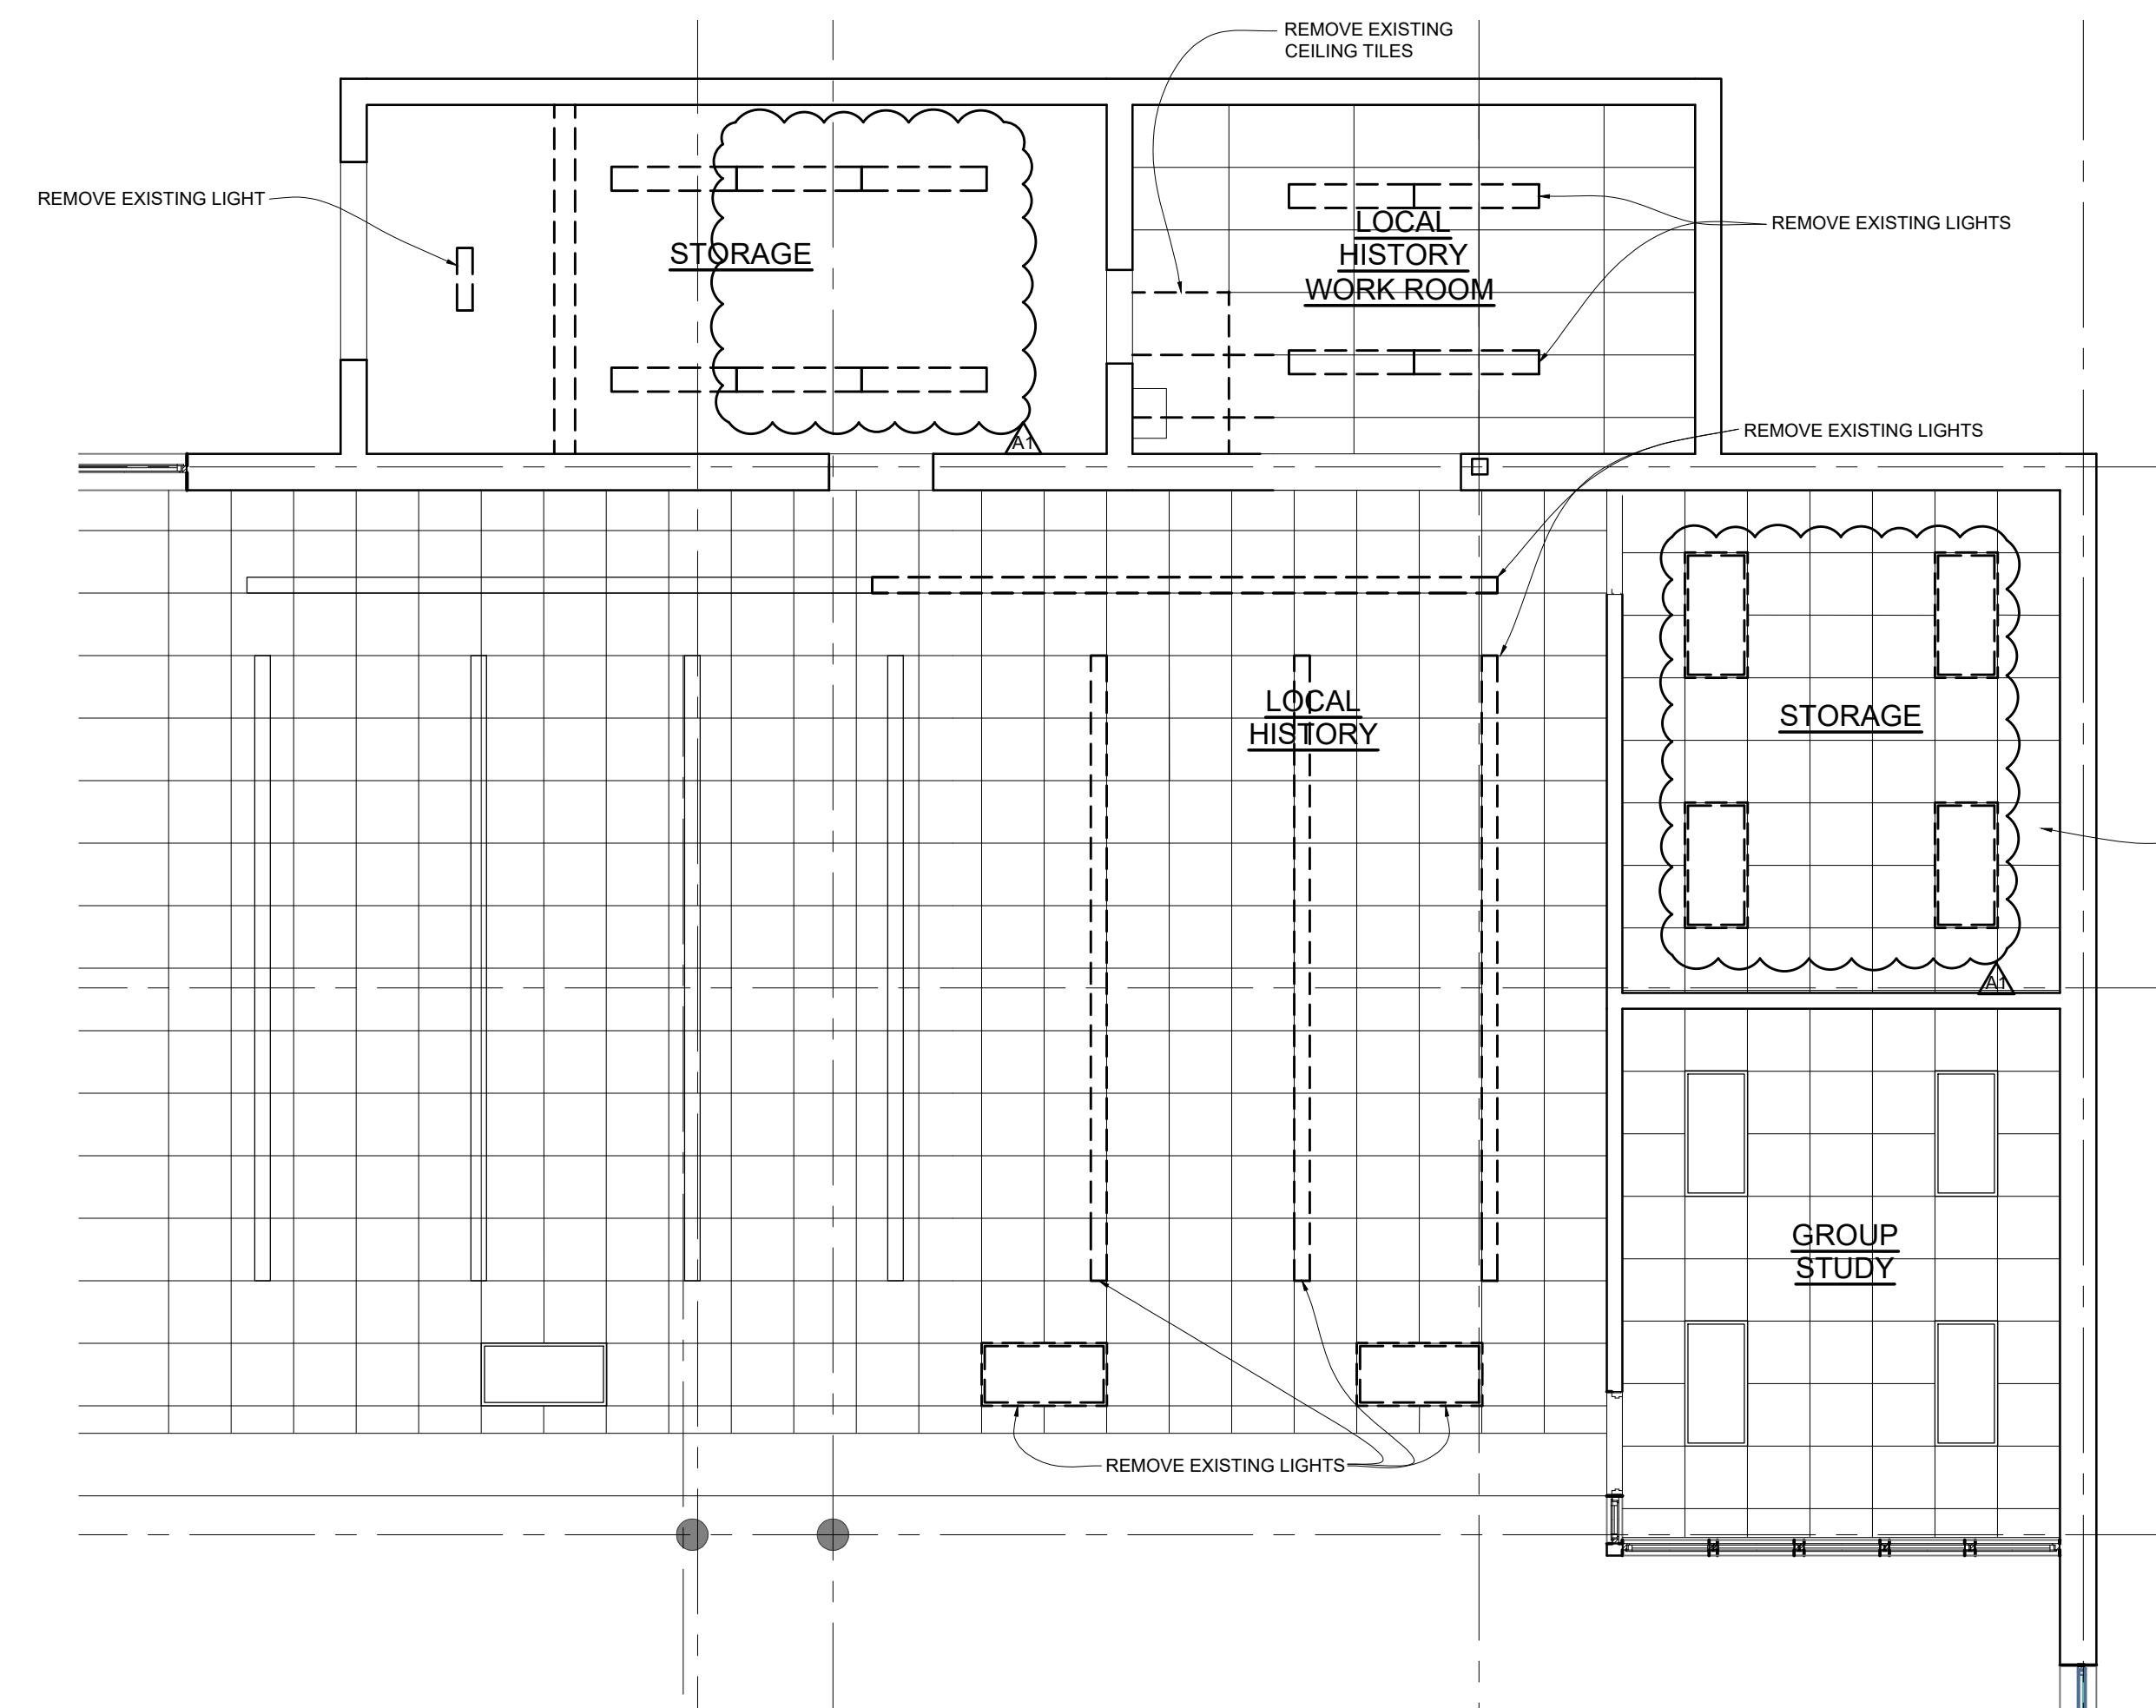 REMOVE EXISTING
CEILING TILES
REMOVE EXISTING LIGHT
STORAGE
LOCAL
HISTORY
WORK ROOM
REMOVE EXISTING LIGHTS
A1
REMOVE EXISTING LIGHTS
LOCAL
HISTORY
STORAGE
A1
GROUP
STUDY
REMOVE EXISTING LIGHTS